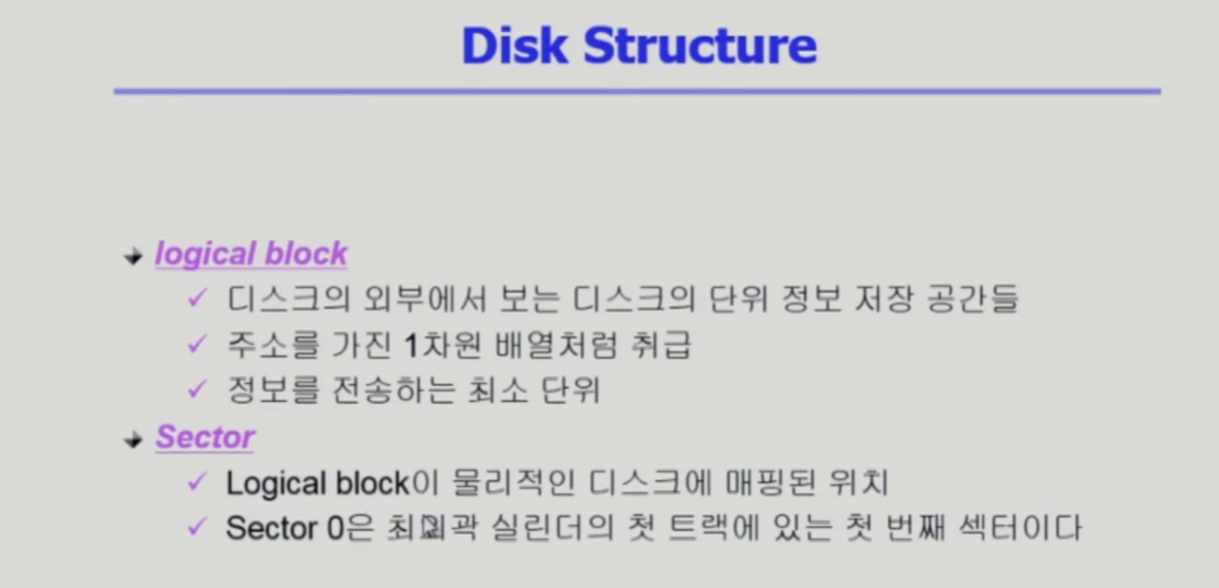 Disk Structure
logical block
디스크의 외부에서 보는 디스크의 단위 정보 저장 공간들
주소를 가진 1차원 배열처럼 취급
정보를 전송하는 최소 단위
Sector
Logical block이 물리적인 디스크에 매핑된 위치
Sector 0은 최외곽 실린더의 첫 트랙에 있는 첫 번째 섹터이다